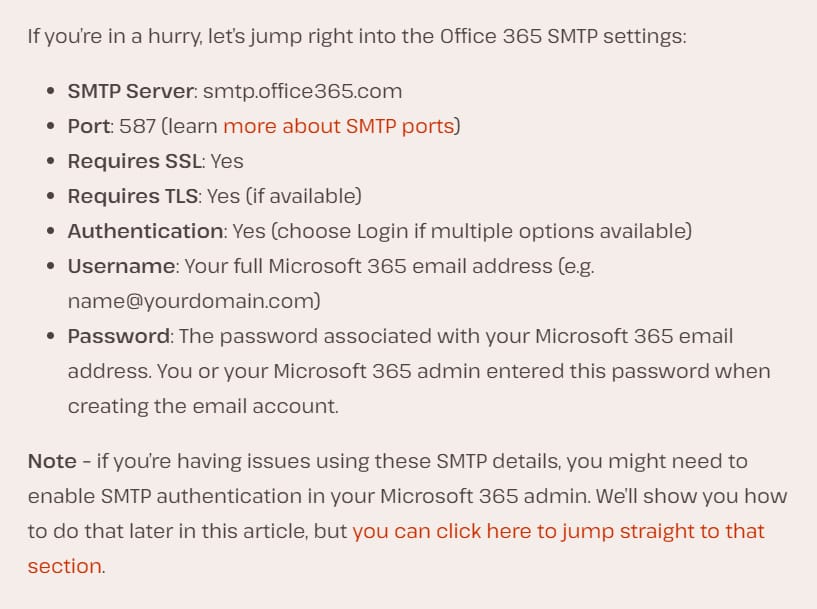 If you're in a hurry, let's jump right into the Office 365 SMTP settings:
• SMTP Server: smtp.office365.com
• Port: 587 (learn more about SMTP ports)
• Requires SSL: Yes
• Requires TLS: Yes (if available)
• Authentication: Yes (choose Login if multiple options available)
• Username: Your full Microsoft 365 email address (e.g.
name@yourdomain.com)
• Password: The password associated with your Microsoft 365 email
address. You or your Microsoft 365 admin entered this password when
creating the email account.
Note – if you're having issues using these SMTP details, you might need to
enable SMTP authentication in your Microsoft 365 admin. We'll show you how
to do that later in this article, but you can click here to jump straight to that
section.